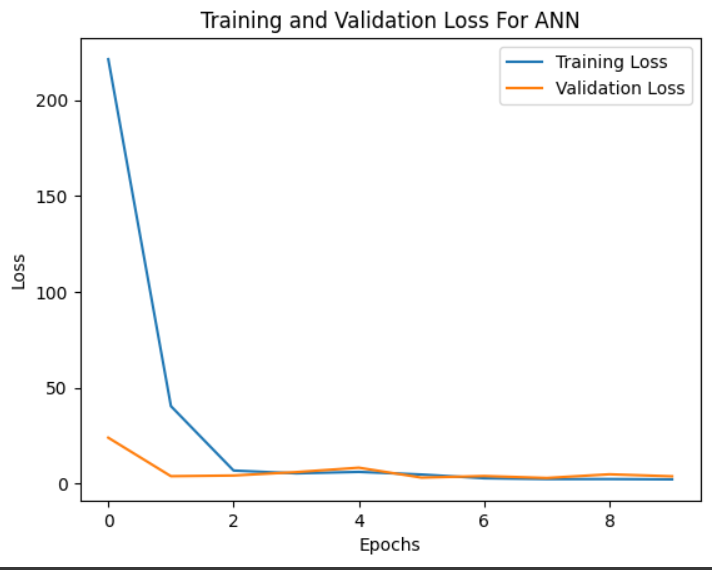 Training and Validation Loss For ANN
Training Loss
Validation Loss
200
150
100
50
0
Loss
0 2 4 6 8
Epochs